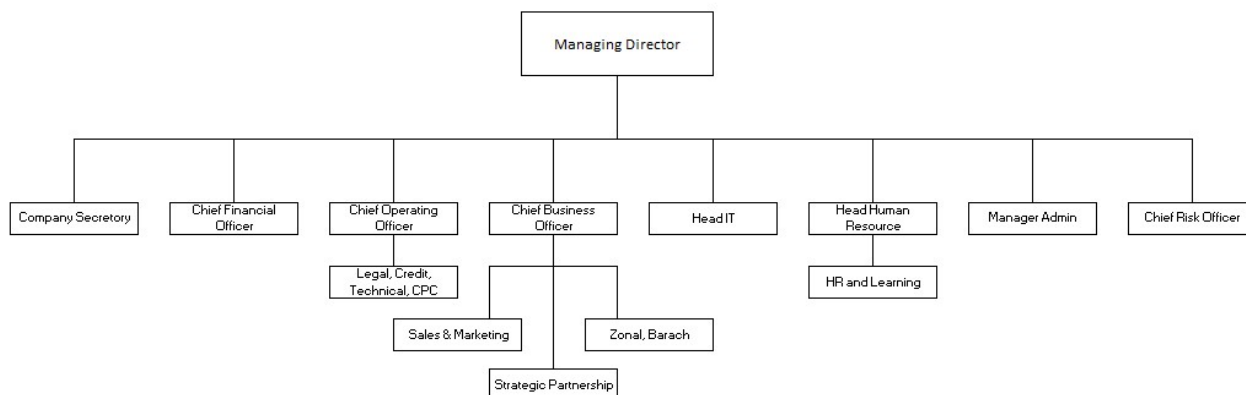 Managing Director
Company Secretory
Chief Financial
Officer
Chief Operating
Officer
Chief Business
Officer
Head IT
Head Human
Resource
Manager Admin
Chief Risk Officer
Legal, Credit,
Technical, CPC
HR and Learning
Sales & Marketing
Zonal, Barach
Strategic Partnership